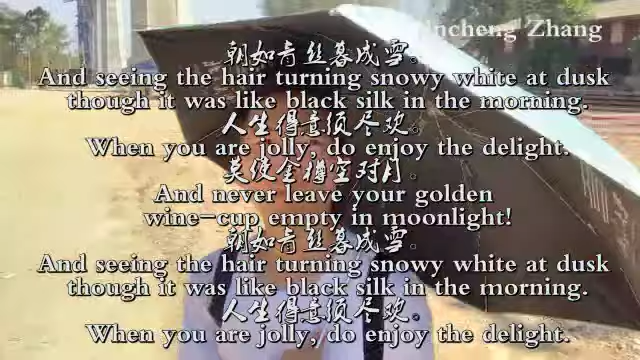 Zhang
朝如青丝暮成雪。
And seeing the hair turning snowy white at dusk
though it was like black silk in the morning.
人生得意须尽欢。
When you are jolly, do enjoy the delight.
莫使金樽空对月。
And never leave your golden
wine-cup empty in moonlight!
朝如青丝暮成雪。
And seeing the hair turning snowy white at dusk
though it was like black silk in the morning.
人生得意须尽欢。
When you are jolly, do enjoy the delight.